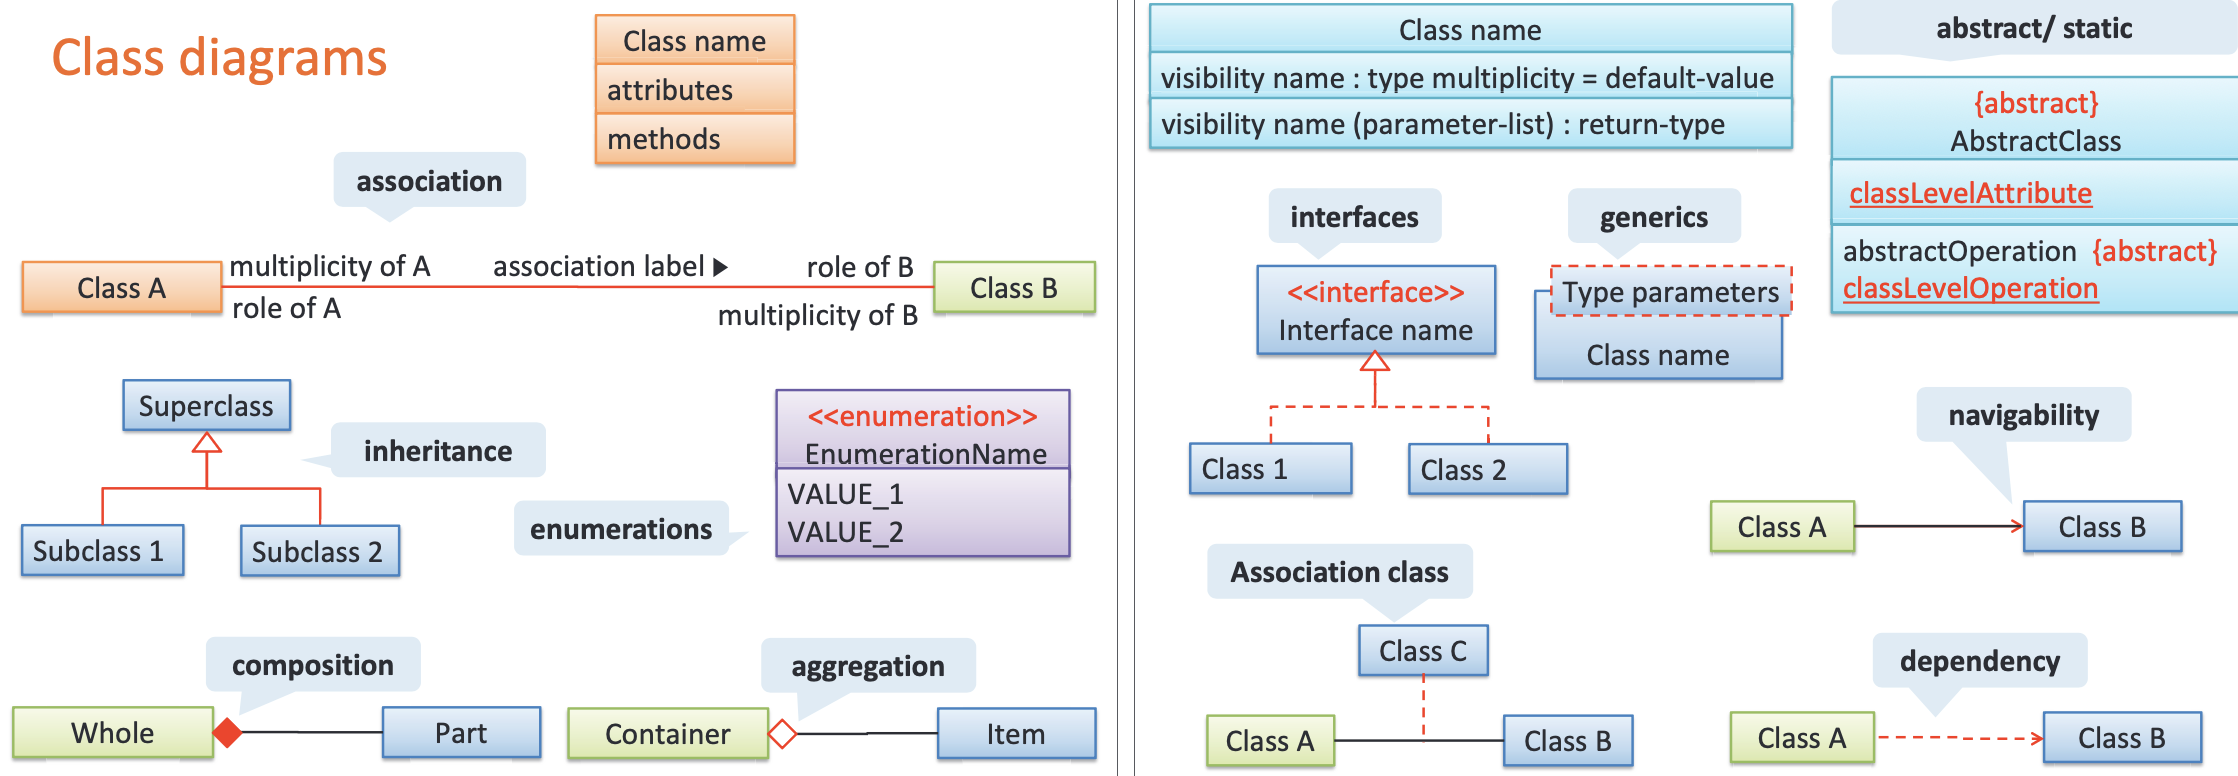 Class diagrams
Class name
attributes
methods
association
multiplicity of A
association label ▶
role of B
Class A
Class B
role of A
multiplicity of B
Superclass
inheritance
Subclass 1
Subclass 2
<<enumeration>>
EnumerationName
VALUE_1
VALUE_2
enumerations
composition
Whole
Part
aggregation
Container
Item
Class name
visibility name : type multiplicity = default-value
visibility name (parameter-list) : return-type
abstract/ static
{abstract}
AbstractClass
classLevelAttribute
abstractOperation {abstract}
classLevelOperation
interfaces
<<interface>>
Interface name
Class 1
Class 2
generics
Type parameters
Class name
navigability
Class A
Class B
Association class
Class C
Class A
Class B
dependency
Class A
Class B